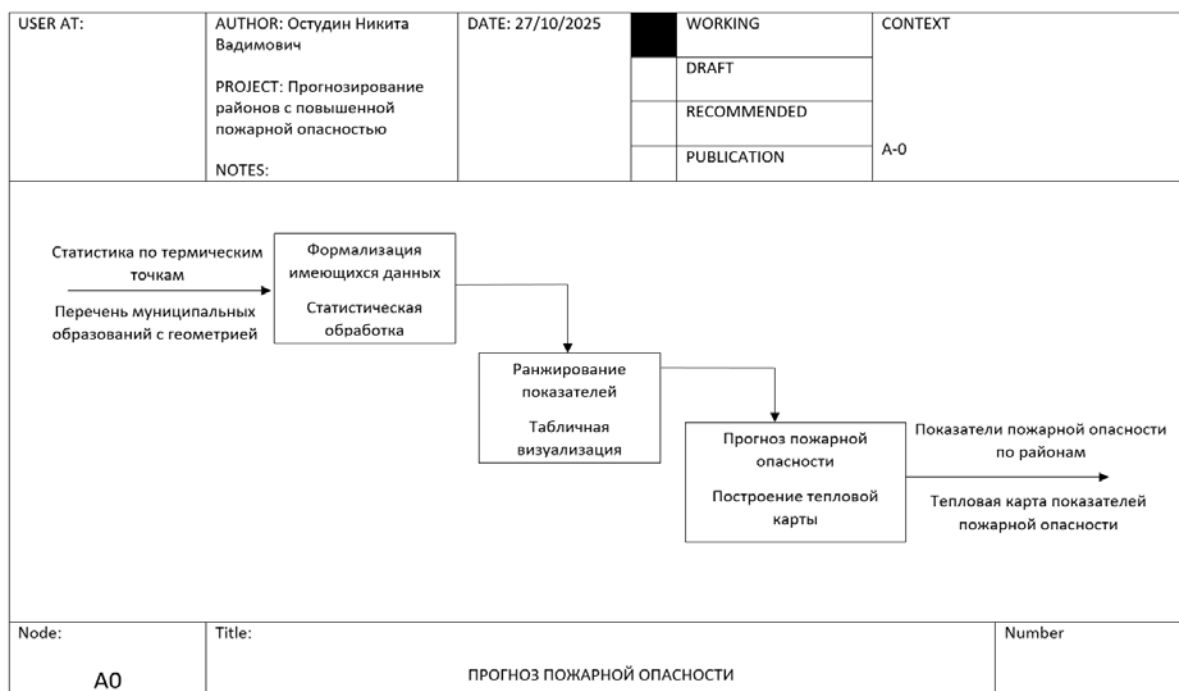 USER AT:
AUTHOR: Остудин Никита
Вадимович
PROJECT: Прогнозирование
районов с повышенной
пожарной опасностью
NOTES:
DATE: 27/10/2025
WORKING
DRAFT
RECOMMENDED
PUBLICATION
CONTEXT
A-0
Статистика по термическим
точкам
Перечень муниципальных
образований с геометрией
Формализация
имеющихся данных
Статистическая
обработка
Ранжирование
показателей
Табличная
визуализация
Прогноз пожарной
опасности
Построение тепловой
карты
Показатели пожарной опасности
по районам
Тепловая карта показателей
пожарной опасности
Node:
A0
Title:
ПРОГНОЗ ПОЖАРНОЙ ОПАСНОСТИ
Number